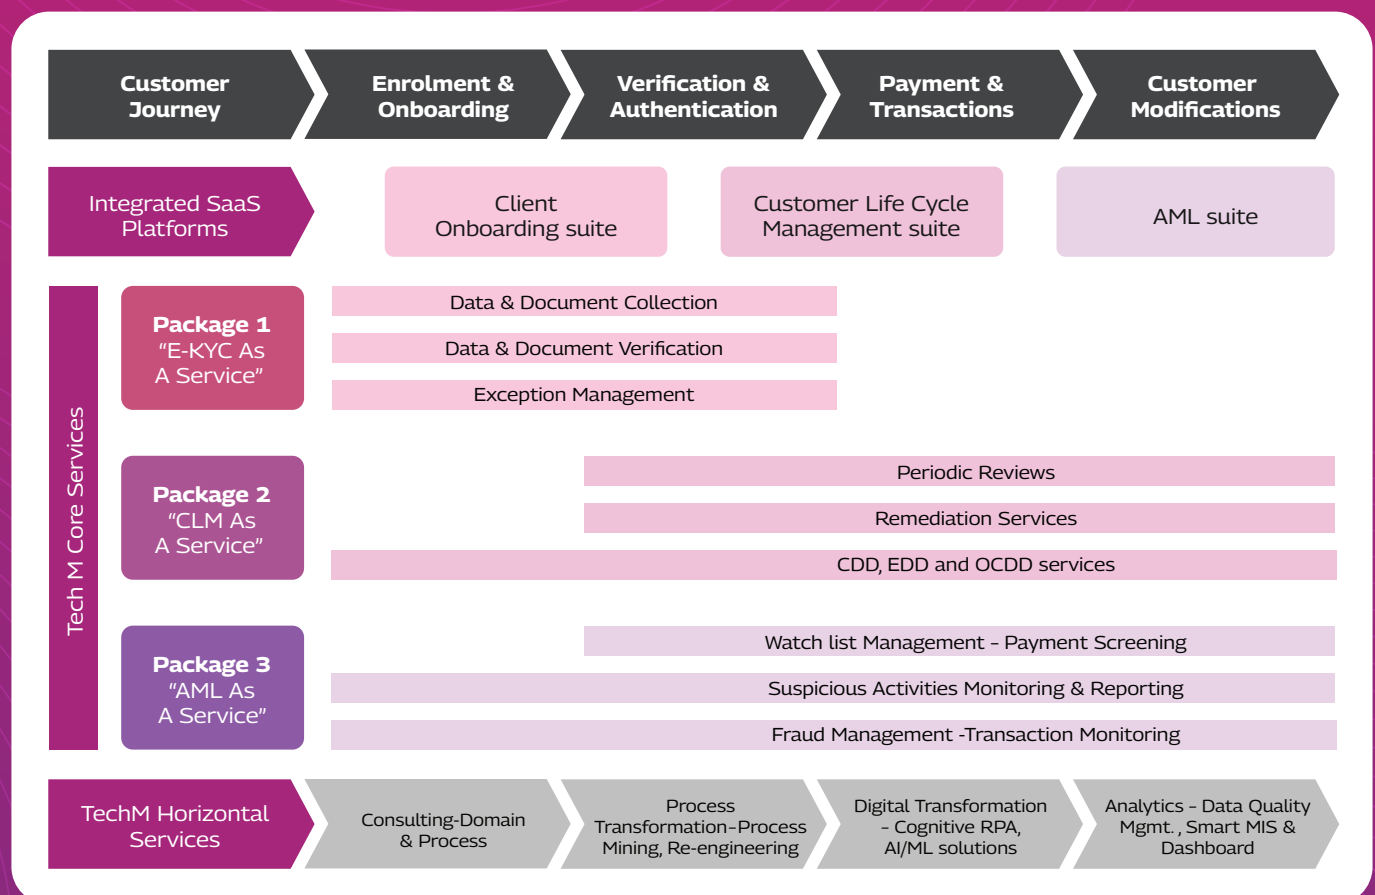 Customer
Journey
Enrolment &
Onboarding
Verification &
Authentication
Payment &
Transactions
Customer
Modifications
Integrated SaaS
Platforms
Client
Onboarding suite
Customer Life Cycle
Management suite
AML suite
Tech M Core Services
Package 1
"E-KYC As
A Service"
Data & Document Collection
Data & Document Verification
Exception Management
Package 2
"CLM As
A Service"
Periodic Reviews
Remediation Services
CDD, EDD and OCDD services
Package 3
"AML As
A Service"
Watch list Management - Payment Screening
Suspicious Activities Monitoring & Reporting
Fraud Management -Transaction Monitoring
TechM Horizontal
Services
Consulting-Domain
& Process
Process
Transformation-Process
Mining, Re-engineering
Digital Transformation
- Cognitive RPA,
AI/ML solutions
Analytics - Data Quality
Mgmt. , Smart MIS &
Dashboard